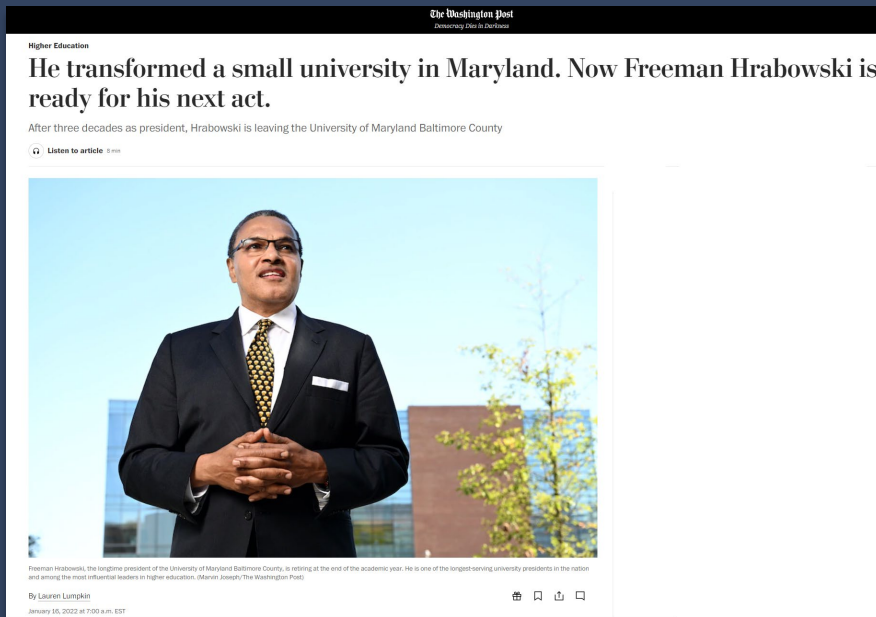 The Washington Post
Democracy Dies in Darkness
Higher Education
He transformed a small university in Maryland. Now Freeman Hrabowski is
ready for his next act.
After three decades as president, Hrabowski is leaving the University of Maryland Baltimore County
Listen to article 8 min
Freeman Hrabowski, the longtime president of the University of Maryland Baltimore County, is retiring at the end of the academic year. He is one of the longest-serving university presidents in the nation
and among the most influential leaders in higher education. (Marvin Joseph/The Washington Post)
By Lauren Lumpkin
January 16, 2022 at 7:00 a.m. EST